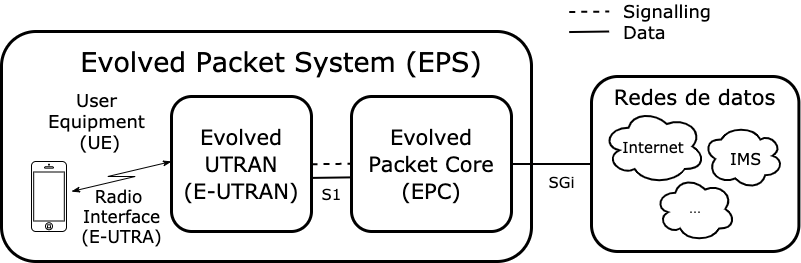 Signalling
Data
Evolved Packet System (EPS)
User
Equipment
(UE)
Radio
Interface
(E-UTRA)
Evolved
UTRAN
(E-UTRAN)
S1
Evolved
Packet Core
(EPC)
SGi
Redes de datos
Internet
IMS
...